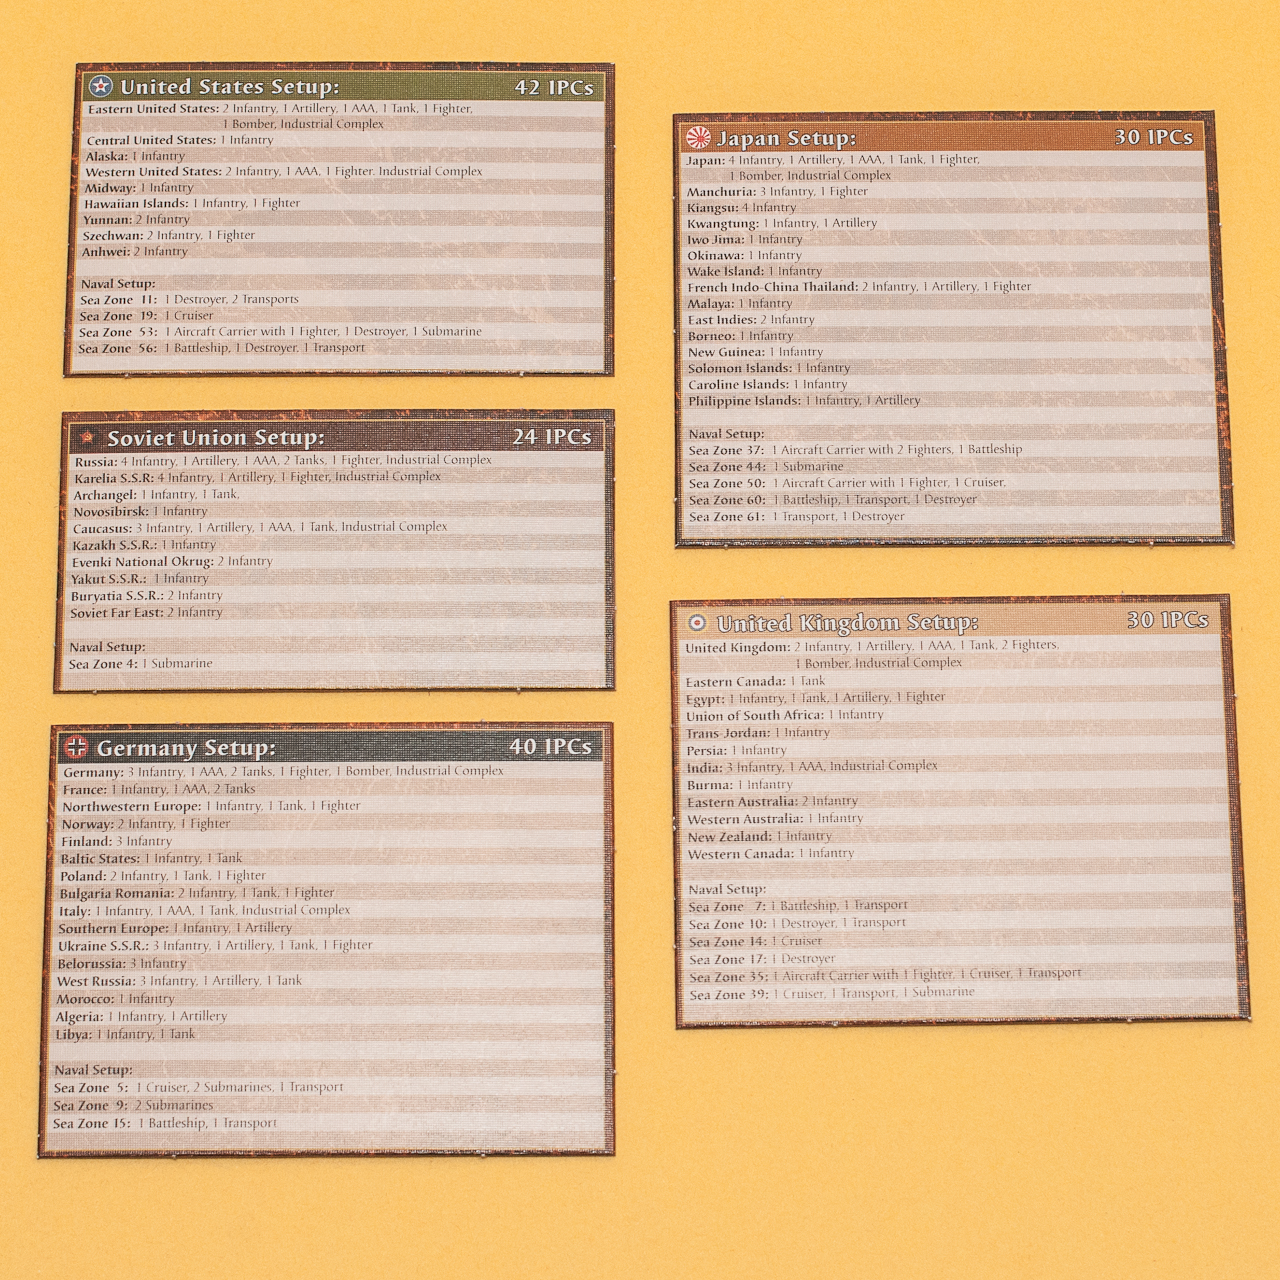 United States Setup: 42 IPCs
Eastern United States: 2 Infantry, 1 Artillery, 1 AAA, 1 Tank, 1 Fighter,
1 Bomber, Industrial Complex
Central United States: 1 Infantry
Alaska: 1 Infantry
Western United States: 2 Infantry, 1 AAA, 1 Fighter. Industrial Complex
Midway: 1 Infantry
Hawaiian Islands: 1 Infantry, 1 Fighter
Yunnan: 2 Infantry
Szechwan: 2 Infantry, 1 Fighter
Anhwei: 2 Infantry
Naval Setup:
Sea Zone 11: 1 Destroyer, 2 Transports
Sea Zone 19: 1 Cruiser
Sea Zone 53: 1 Aircraft Carrier with 1 Fighter, 1 Destroyer, 1 Submarine
Sea Zone 56: 1 Battleship, 1 Destroyer, 1 Transport
Soviet Union Setup: 24 IPCs
Russia: 4 Infantry, 1 Artillery, 1 AAA, 2 Tanks, 1 Fighter, Industrial Complex
Karelia S.S.R: 4 Infantry, 1 Artillery, 1 Fighter, Industrial Complex
Archangel: 1 Infantry, 1 Tank,
Novosibirsk: 1 Infantry
Caucasus: 3 Infantry, 1 Artillery, 1 AAA, 1 Tank, Industrial Complex
Kazakh S.S.R.: 1 Infantry
Evenki National Okrug: 2 Infantry
Yakut S.S.R.: 1 Infantry
Buryatia S.S.R.: 2 Infantry
Soviet Far East: 2 Infantry
Naval Setup:
Sea Zone 4: 1 Submarine
Germany Setup: 40 IPCs
Germany: 3 Infantry, 1 AAA, 2 Tanks, 1 Fighter, 1 Bomber, Industrial Complex
France: 1 Infantry, 1 AAA, 2 Tanks
Northwestern Europe: 1 Infantry, 1 Tank, 1 Fighter
Norway: 2 Infantry, 1 Fighter
Finland: 3 Infantry
Baltic States: 1 Infantry, 1 Tank
Poland: 2 Infantry, 1 Tank, 1 Fighter
Bulgaria Romania: 2 Infantry, 1 Tank, 1 Fighter
Italy: 1 Infantry, 1 AAA, 1 Tank, Industrial Complex
Southern Europe: 1 Infantry, 1 Artillery
Ukraine S.S.R.: 3 Infantry, 1 Artillery, 1 Tank, 1 Fighter
Belorussia: 3 Infantry
West Russia: 3 Infantry, 1 Artillery, 1 Tank
Morocco: 1 Infantry
Algeria: 1 Infantry, 1 Artillery
Libya: 1 Infantry, 1 Tank
Naval Setup:
Sea Zone 5: 1 Cruiser, 2 Submarines, 1 Transport
Sea Zone 9: 2 Submarines
Sea Zone 15: 1 Battleship, 1 Transport
Japan Setup: 30 IPCs
Japan: 4 Infantry, 1 Artillery, 1 AAA, 1 Tank, 1 Fighter,
1 Bomber, Industrial Complex
Manchuria: 3 Infantry, 1 Fighter
Kiangsu: 4 Infantry
Kwangtung: 1 Infantry, 1 Artillery
Iwo Jima: 1 Infantry
Okinawa: 1 Infantry
Wake Island: 1 Infantry
French Indo-China Thailand: 2 Infantry, 1 Artillery, 1 Fighter
Malaya: 1 Infantry
East Indies: 2 Infantry
Borneo: 1 Infantry
New Guinea: 1 Infantry
Solomon Islands: 1 Infantry
Caroline Islands: 1 Infantry
Philippine Islands: 1 Infantry, 1 Artillery
Naval Setup:
Sea Zone 37: 1 Aircraft Carrier with 2 Fighters, 1 Battleship
Sea Zone 44: 1 Submarine
Sea Zone 50: 1 Aircraft Carrier with 1 Fighter, 1 Cruiser,
Sea Zone 60: 1 Battleship, 1 Transport, 1 Destroyer
Sea Zone 61: 1 Transport, 1 Destroyer
United Kingdom Setup: 30 IPCs
United Kingdom: 2 Infantry, 1 Artillery, 1 AAA, 1 Tank, 2 Fighters,
1 Bomber, Industrial Complex
Eastern Canada: 1 Tank
Egypt: 1 Infantry, 1 Tank, 1 Artillery, 1 Fighter
Union of South Africa: 1 Infantry
Trans-Jordan: 1 Infantry
Persia: 1 Infantry
India: 3 Infantry, 1 AAA, Industrial Complex
Burma: 1 Infantry
Eastern Australia: 2 Infantry
Western Australia: 1 Infantry
New Zealand: 1 Infantry
Western Canada: 1 Infantry
Naval Setup:
Sea Zone 7: 1 Battleship, 1 Transport
Sea Zone 10: 1 Destroyer, 1 Transport
Sea Zone 14: 1 Cruiser
Sea Zone 17: 1 Destroyer
Sea Zone 35: 1 Aircraft Carrier with 1 Fighter, 1 Cruiser, 1 Transport
Sea Zone 39: 1 Cruiser, 1 Transport, 1 Submarine